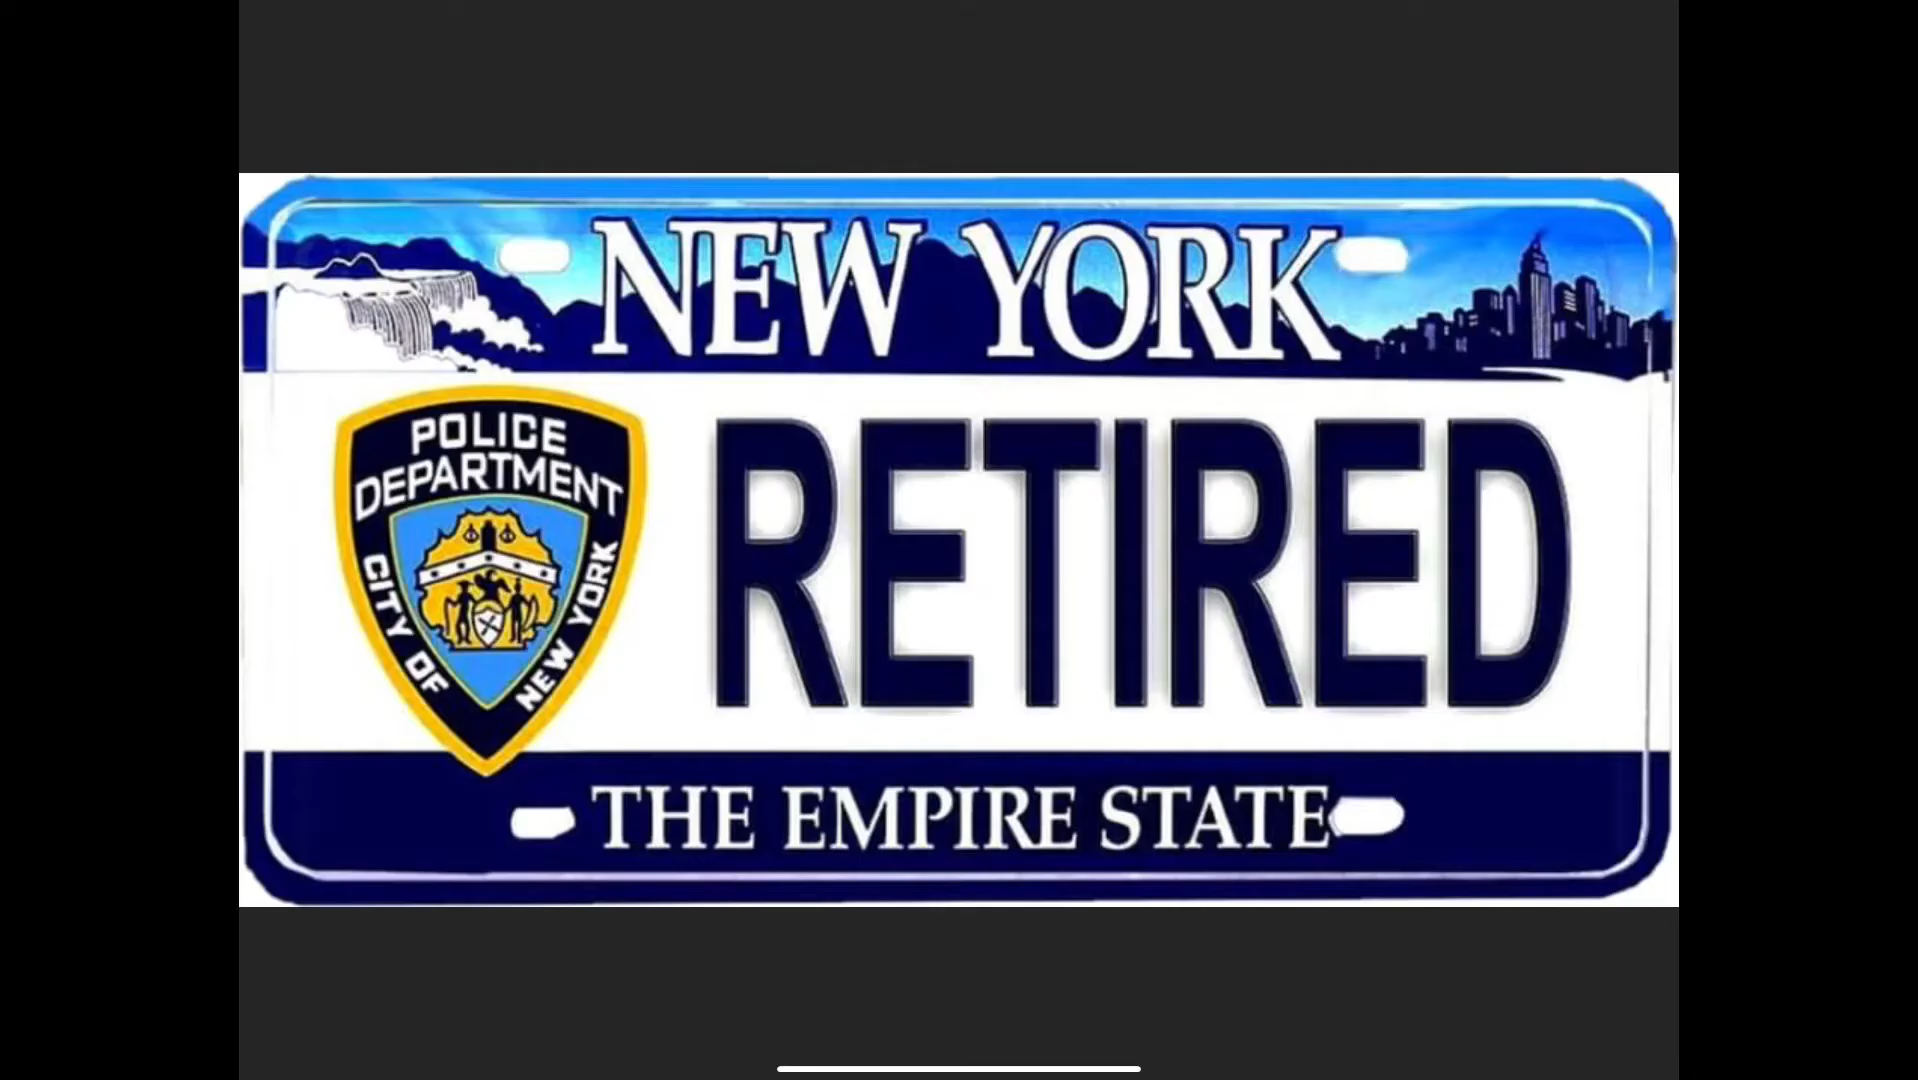 NEW YORK
POLICE
DEPARTMENT
CITY OF
NEW YORK
RETIRED
THE EMPIRE STATE